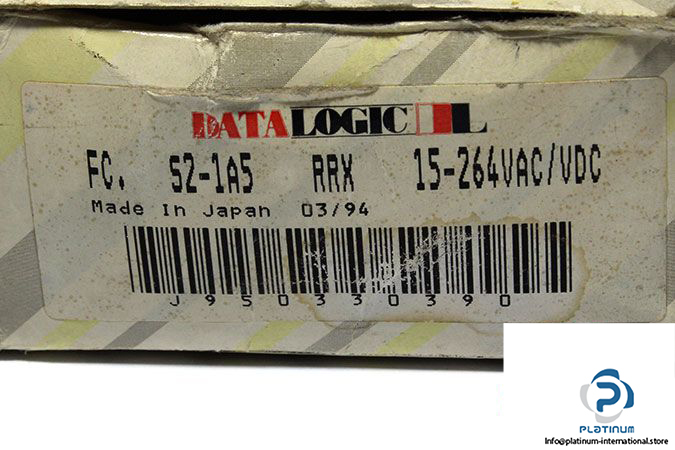 DATALOGIC
FC. S2-1A5 RRX 15-264VAC/VDC
Made In Japan 03/94
J950330390
PLATINUM
Info@platinum-international.store